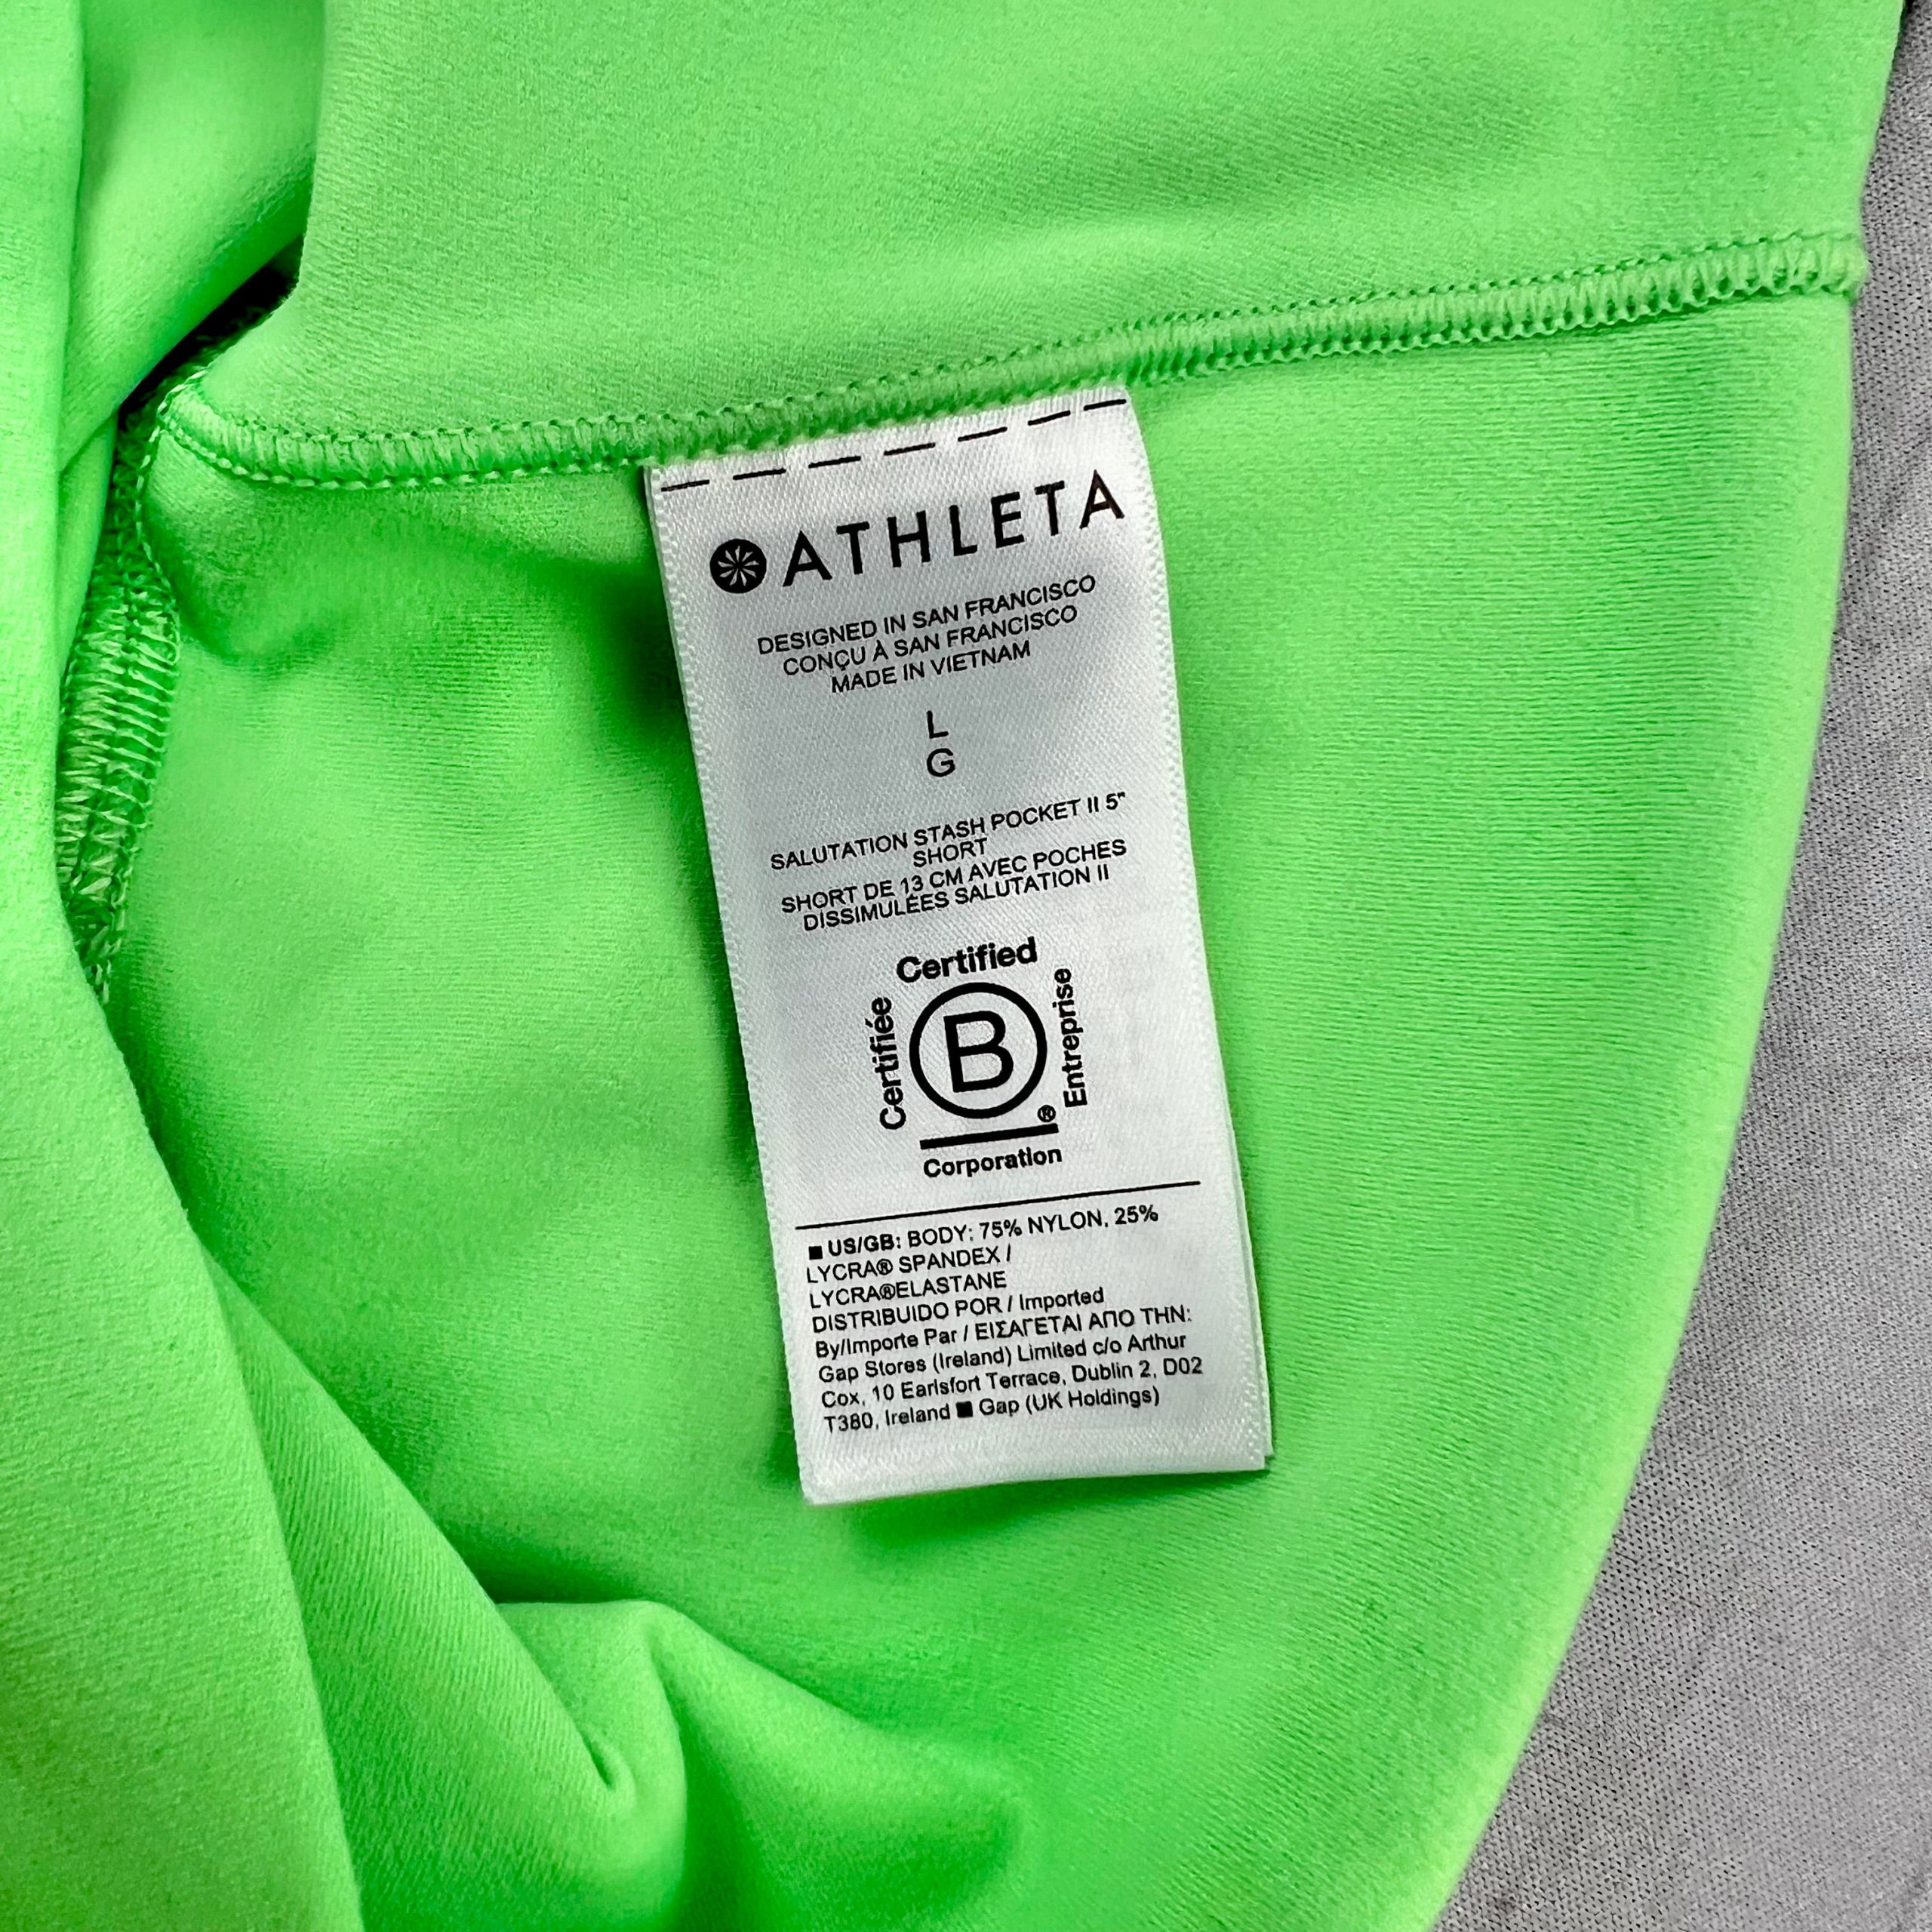 ATHLETA
DESIGNED IN SAN FRANCISCO
CONÇU À SAN FRANCISCO
MADE IN VIETNAM
L
G
SALUTATION STASH POCKET II 5"
SHORT
SHORT DE 13 CM AVEC POCHES
DISSIMULÉES SALUTATION II
Certified
Certifiée
B
®
Entreprise
Corporation
■ US/GB: BODY: 75% NYLON, 25%
LYCRA® SPANDEX /
LYCRA®ELASTANE
DISTRIBUIDO POR / Imported
By/Importe Par / ΕΙΣΑΓΕΤΑΙ ΑΠΟ ΤΗΝ:
Gap Stores (Ireland) Limited c/o Arthur
Cox, 10 Earlsfort Terrace, Dublin 2, D02
T380, Ireland ■ Gap (UK Holdings)